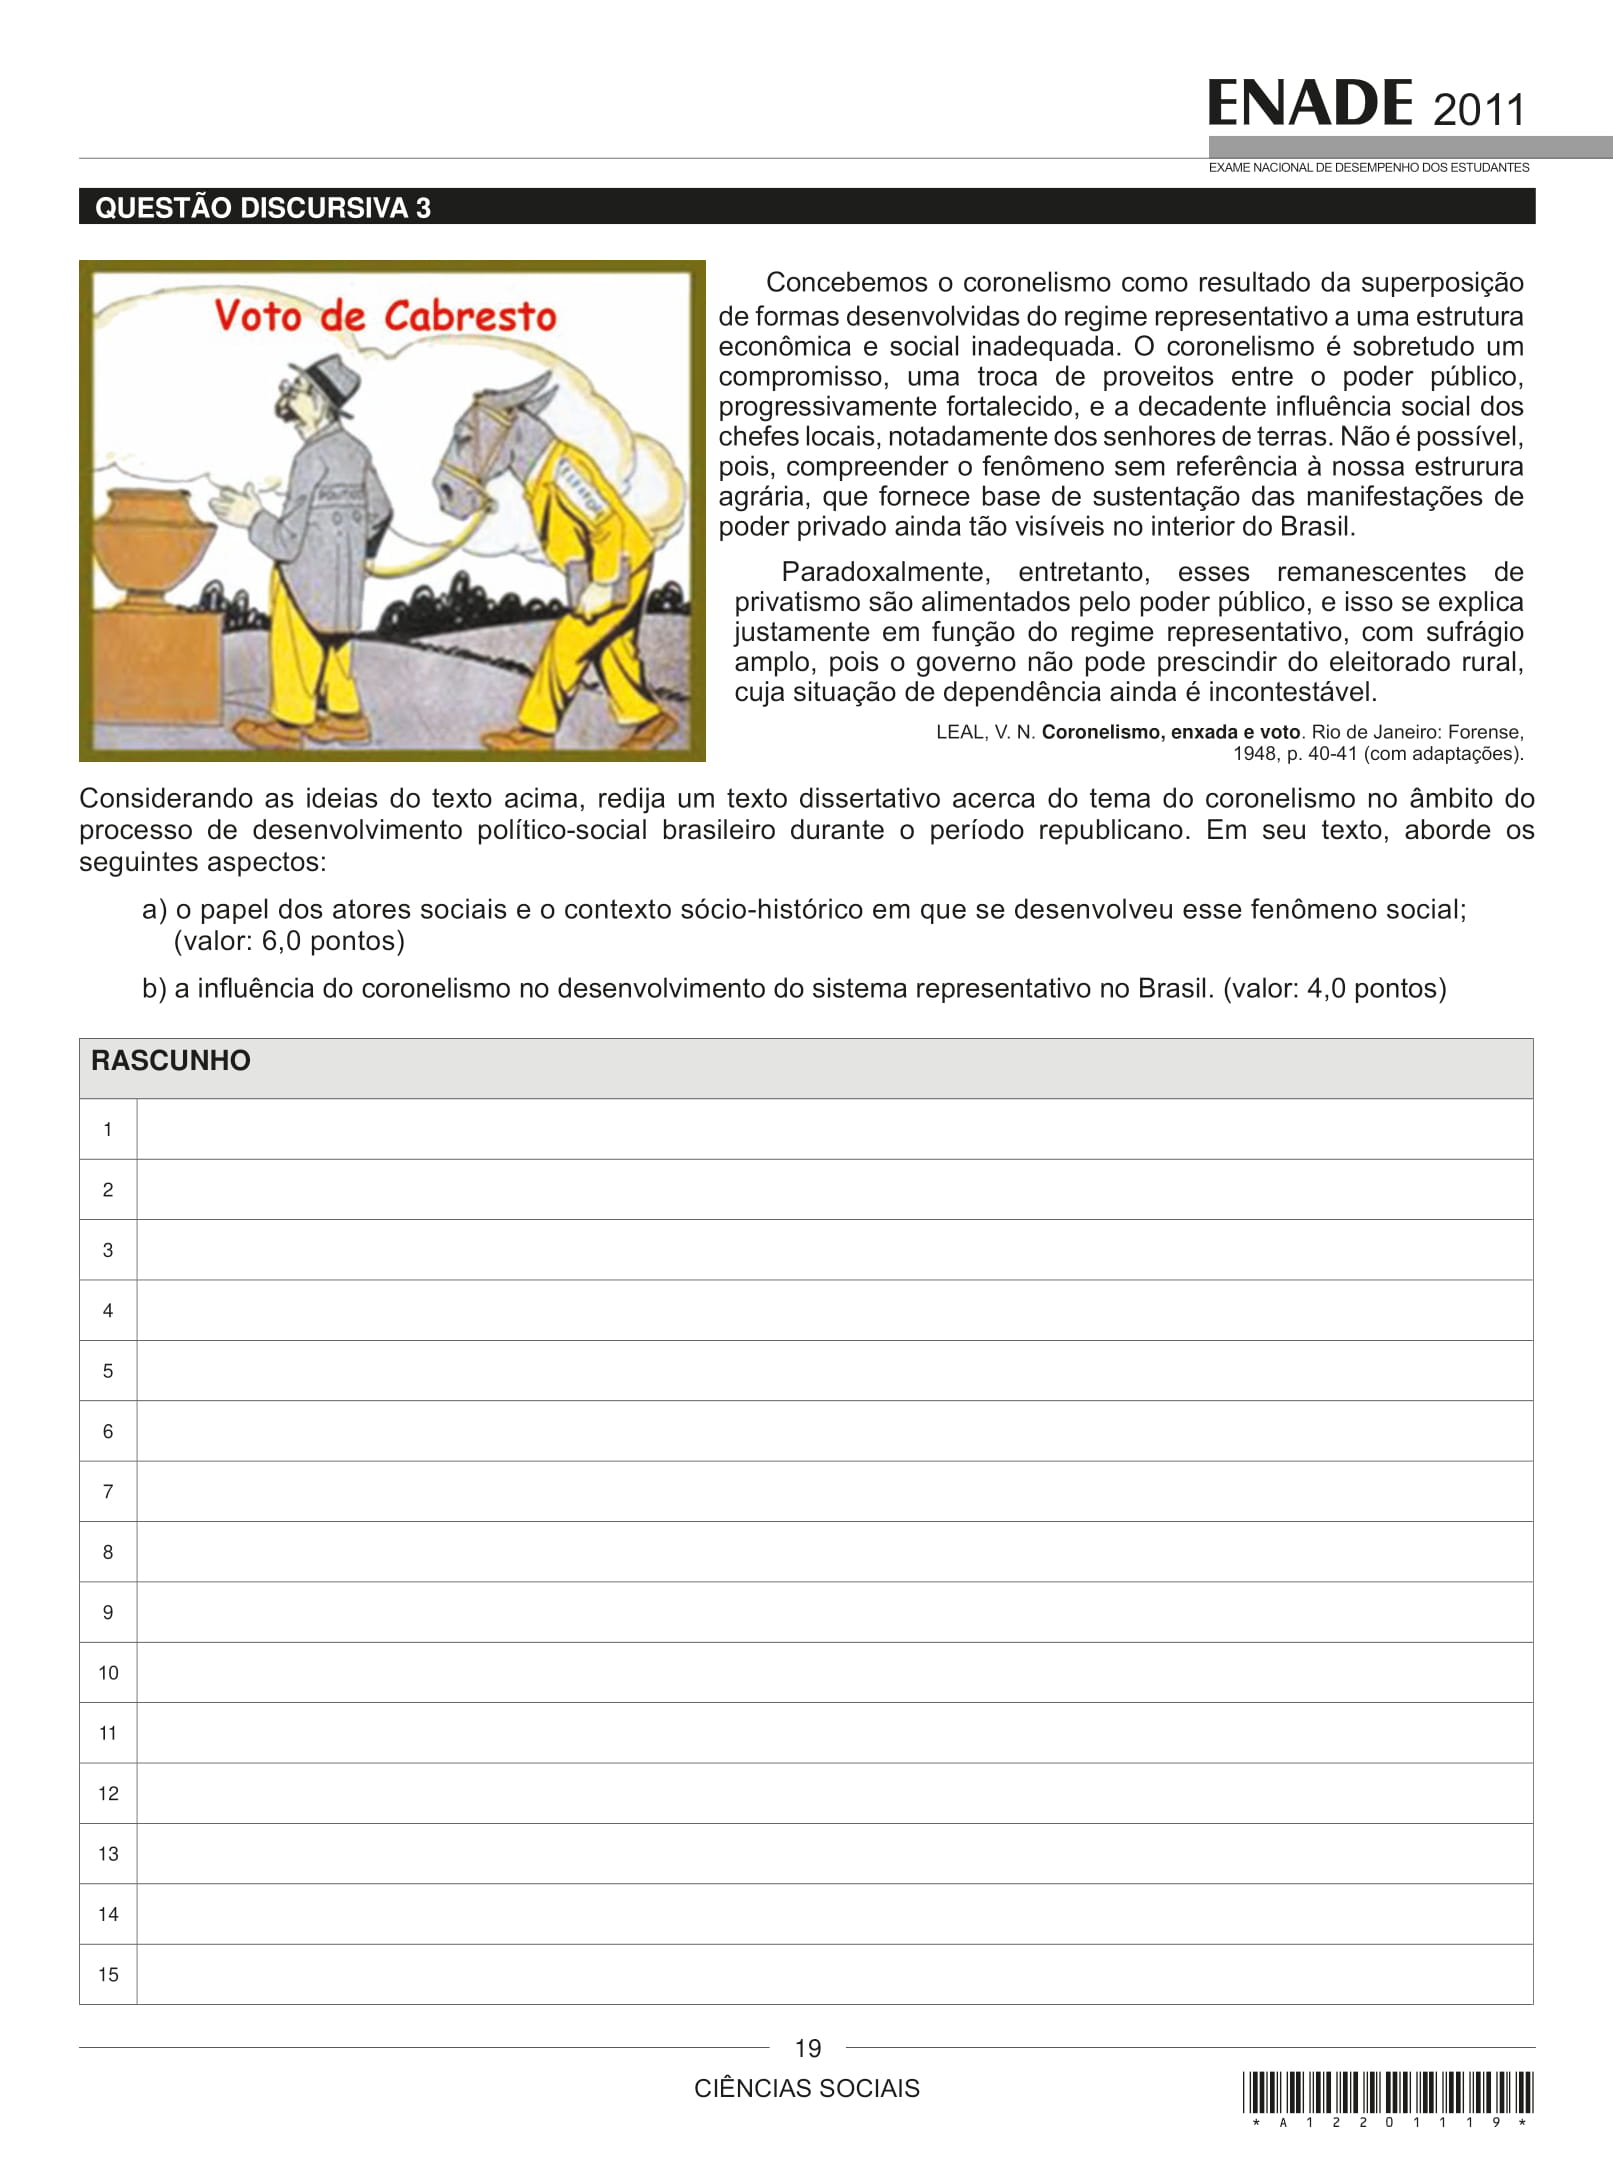 ENADE 2011
EXAME NACIONAL DE DESEMPENHO DOS ESTUDANTES
QUESTÃO DISCURSIVA 3
Voto de Cabresto
POLITICO
ELEITOR
Concebemos o coronelismo como resultado da superposição
de formas desenvolvidas do regime representativo a uma estrutura
econômica e social inadequada. O coronelismo é sobretudo um
compromisso, uma troca de proveitos entre o poder público,
progressivamente fortalecido, e a decadente influência social dos
chefes locais, notadamente dos senhores de terras. Não é possível,
pois, compreender o fenômeno sem referência à nossa estrurura
agrária, que fornece base de sustentação das manifestações de
poder privado ainda tão visíveis no interior do Brasil.
Paradoxalmente, entretanto, esses remanescentes de
privatismo são alimentados pelo poder público, e isso se explica
justamente em função do regime representativo, com sufrágio
amplo, pois o governo não pode prescindir do eleitorado rural,
cuja situação de dependência ainda é incontestável.
LEAL, V. N. Coronelismo, enxada e voto. Rio de Janeiro: Forense,
1948, p. 40-41 (com adaptações).
Considerando as ideias do texto acima, redija um texto dissertativo acerca do tema do coronelismo no âmbito do
processo de desenvolvimento político-social brasileiro durante o período republicano. Em seu texto, aborde os
seguintes aspectos:
a) o papel dos atores sociais e o contexto sócio-histórico em que se desenvolveu esse fenômeno social;
(valor: 6,0 pontos)
b) a influência do coronelismo no desenvolvimento do sistema representativo no Brasil. (valor: 4,0 pontos)
RASCUNHO
1
2
3
4
5
6
7
8
9
10
11
12
13
14
15
19
CIÊNCIAS SOCIAIS
* A 1 2 2 0 1 1 1 9 *